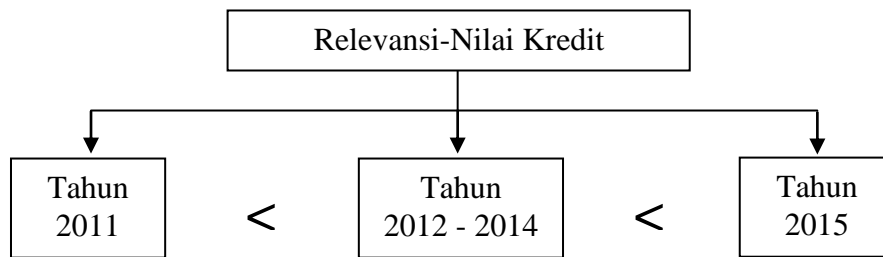 Relevansi-Nilai Kredit
Tahun
2011
<
Tahun
2012 - 2014
<
Tahun
2015